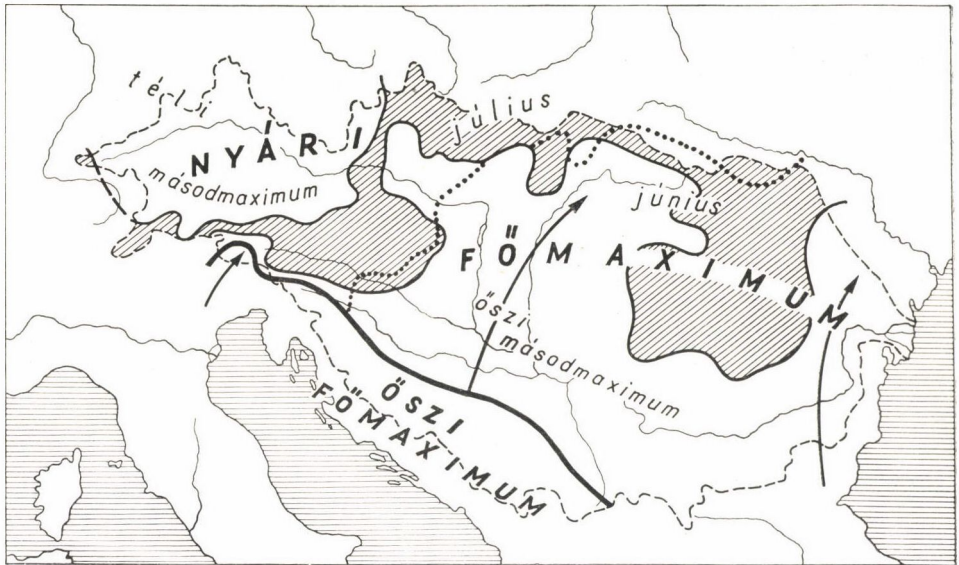 téli
NYÁRI
másodmaximum
július
június
FŐMAXIMUM
őszi
másodmaximum
ŐSZI
FŐMAXIMUM